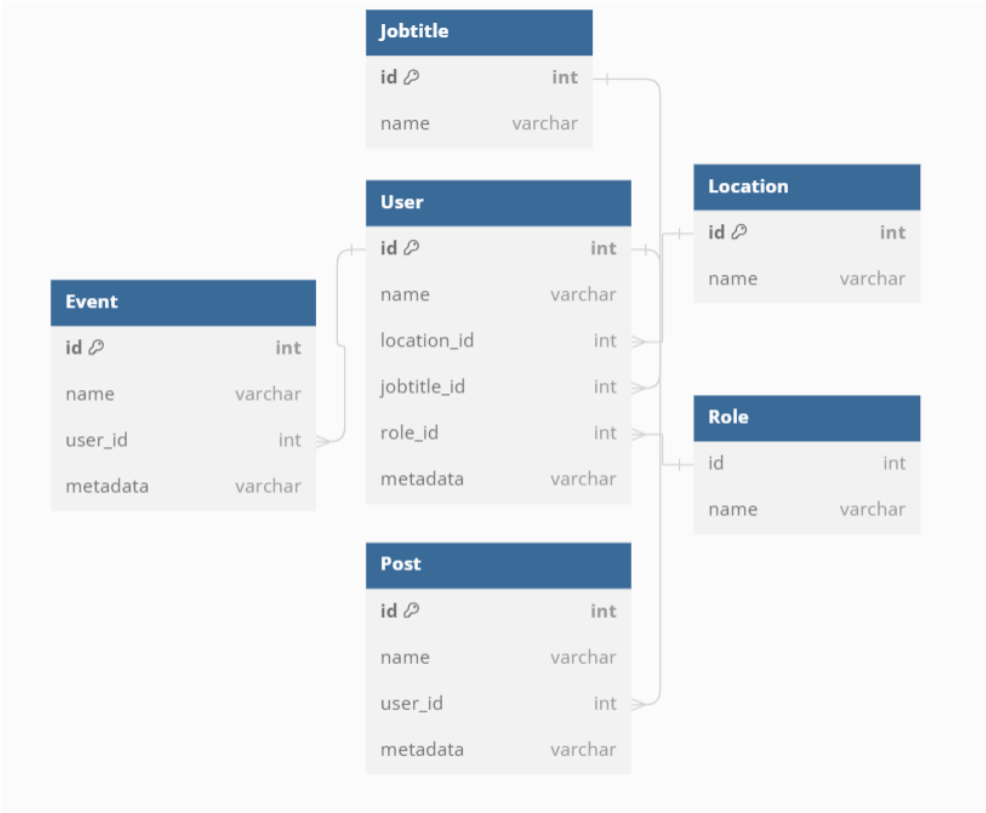 Jobtitle
id int
name varchar
User
id int
name varchar
location_id int
jobtitle_id int
role_id int
metadata varchar
Location
id int
name varchar
Event
id int
name varchar
user_id int
metadata varchar
Role
id int
name varchar
Post
id int
name varchar
user_id int
metadata varchar